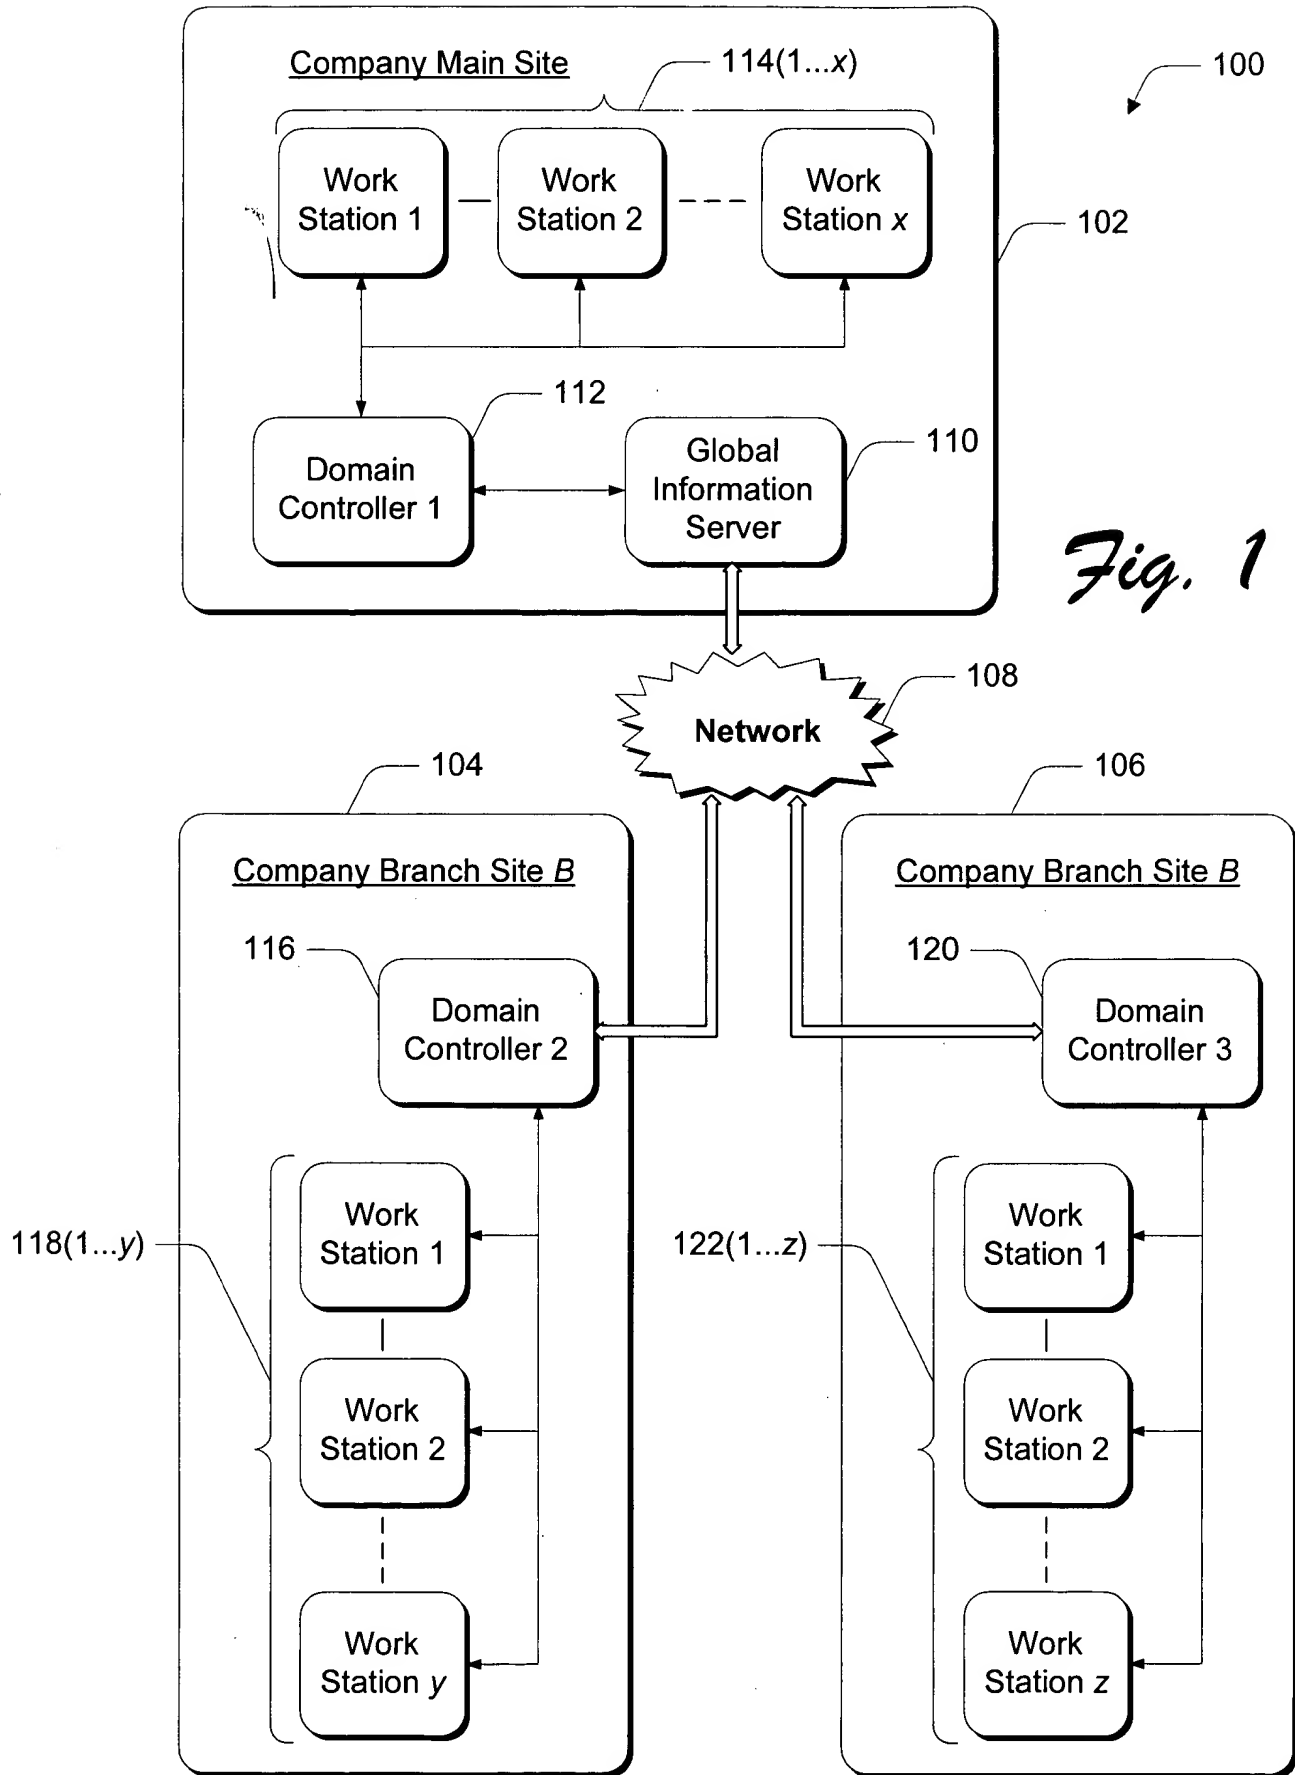 Company Main Site
114(1...x)
100
Work
Station 1
Work
Station 2
Work
Station x
102
112
Domain
Controller 1
Global
Information
Server
110
Fig. 1
Network
108
104
Company Branch Site B
116
Domain
Controller 2
118(1...y)
Work
Station 1
Work
Station 2
Work
Station y
106
Company Branch Site B
120
Domain
Controller 3
122(1...z)
Work
Station 1
Work
Station 2
Work
Station z